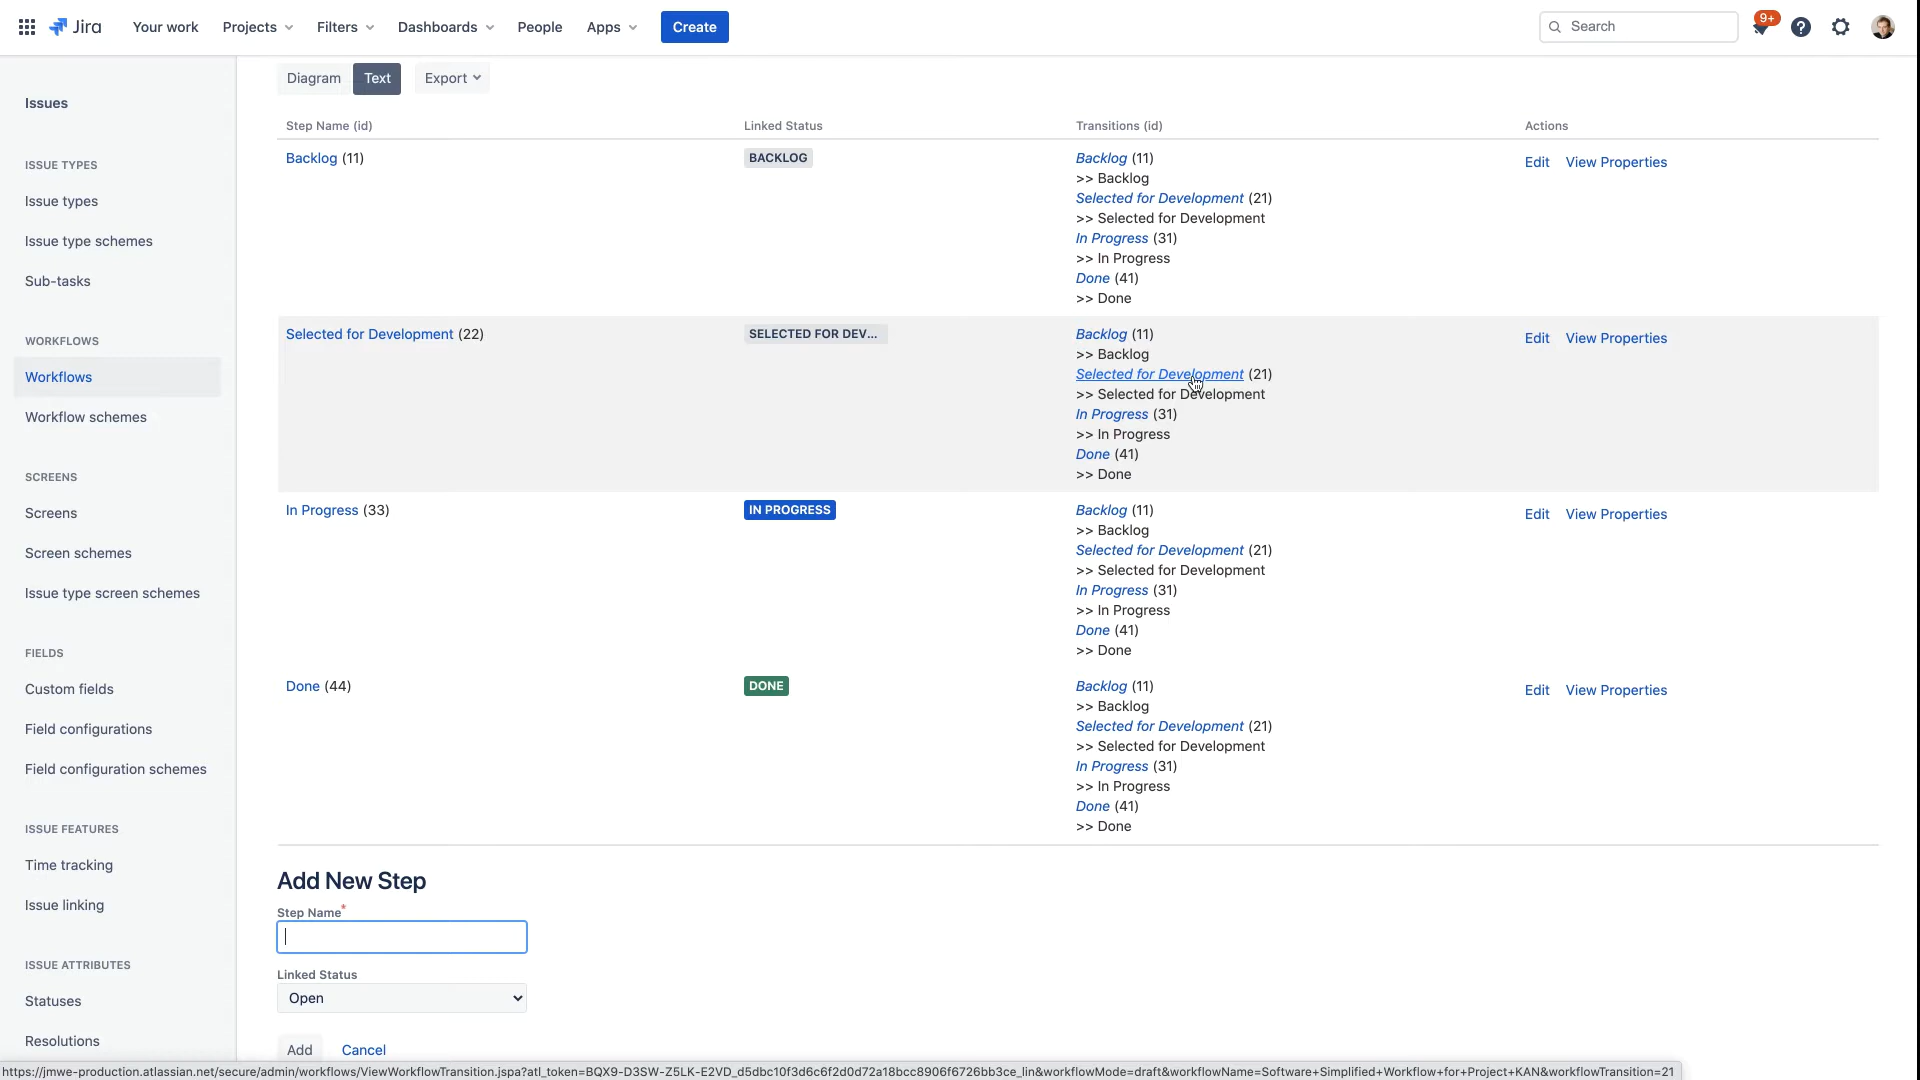 Jira
Your work
Projects
Filters
Dashboards
People
Apps
Create
Search
9+
Issues
ISSUE TYPES
Issue types
Issue type schemes
Sub-tasks
WORKFLOWS
Workflows
Workflow schemes
SCREENS
Screens
Screen schemes
Issue type screen schemes
FIELDS
Custom fields
Field configurations
Field configuration schemes
ISSUE FEATURES
Time tracking
Issue linking
ISSUE ATTRIBUTES
Statuses
Resolutions
Diagram
Text
Export
Step Name (id)
Linked Status
Transitions (id)
Actions
Backlog (11)
BACKLOG
Backlog (11)
>> Backlog
Selected for Development (21)
>> Selected for Development
In Progress (31)
>> In Progress
Done (41)
>> Done
Edit
View Properties
Selected for Development (22)
SELECTED FOR DEV...
Backlog (11)
>> Backlog
Selected for Development (21)
>> Selected for Development
In Progress (31)
>> In Progress
Done (41)
>> Done
Edit
View Properties
In Progress (33)
IN PROGRESS
Backlog (11)
>> Backlog
Selected for Development (21)
>> Selected for Development
In Progress (31)
>> In Progress
Done (41)
>> Done
Edit
View Properties
Done (44)
DONE
Backlog (11)
>> Backlog
Selected for Development (21)
>> Selected for Development
In Progress (31)
>> In Progress
Done (41)
>> Done
Edit
View Properties
Add New Step
Step Name*
Linked Status
Open
Add
Cancel
https://jmwe-production.atlassian.net/secure/admin/workflows/ViewWorkflowTransition.jspa?atl_token=BQX9-D3SW-Z5LK-E2VD_d5dbc10f3d6c6f2d0d72a18bcc8906f6726bb3ce_lin&workflowMode=draft&workflowName=Software+Simplified+Workflow+for+Project+KAN&workflowTransition=21